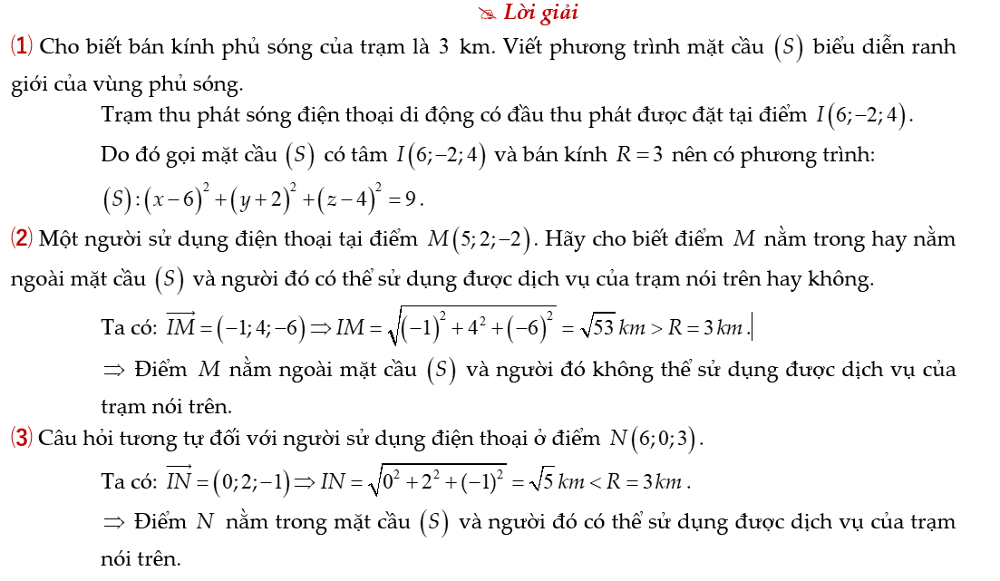 Lời giải
(1) Cho biết bán kính phủ sóng của trạm là 3 km. Viết phương trình mặt cầu (S) biểu diễn ranh
giới của vùng phủ sóng.
Trạm thu phát sóng điện thoại di động có đầu thu phát được đặt tại điểm I(6;−2;4).
Do đó gọi mặt cầu (S) có tâm I(6;−2;4) và bán kính R = 3 nên có phương trình:
(S):(x−6)²+(y+2)²+(z−4)²=9.
(2) Một người sử dụng điện thoại tại điểm M(5;2;−2). Hãy cho biết điểm M nằm trong hay nằm
ngoài mặt cầu (S) và người đó có thể sử dụng được dịch vụ của trạm nói trên hay không.
Ta có: $\overrightarrow{IM}=(-1;4;-6)\Rightarrow IM=\sqrt{(-1)^2+4^2+(-6)^2}=\sqrt{53}\,km>R=3\,km.$
⇒ Điểm M nằm ngoài mặt cầu (S) và người đó không thể sử dụng được dịch vụ của
trạm nói trên.
(3) Câu hỏi tương tự đối với người sử dụng điện thoại ở điểm N(6;0;3).
Ta có: $\overrightarrow{IN}=(0;2;-1)\Rightarrow IN=\sqrt{0^2+2^2+(-1)^2}=\sqrt{5}\,km<R=3km.$
⇒ Điểm N nằm trong mặt cầu (S) và người đó có thể sử dụng được dịch vụ của trạm
nói trên.